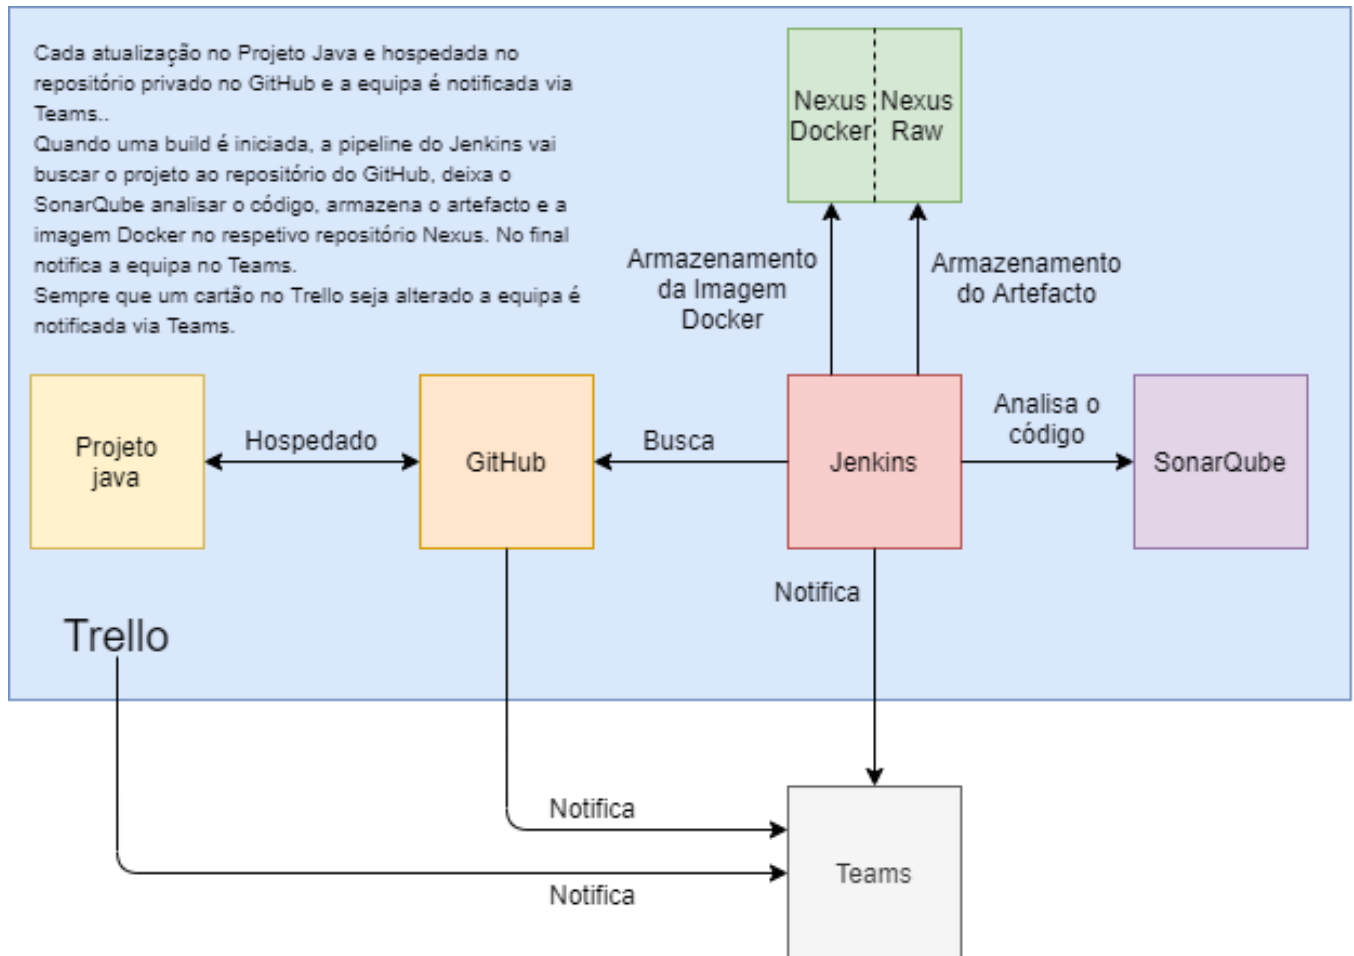 Cada atualização no Projeto Java e hospedada no
repositório privado no GitHub e a equipa é notificada via
Teams..
Quando uma build é iniciada, a pipeline do Jenkins vai
buscar o projeto ao repositório do GitHub, deixa o
SonarQube analisar o código, armazena o artefacto e a
imagem Docker no respetivo repositório Nexus. No final
notifica a equipa no Teams.
Sempre que um cartão no Trello seja alterado a equipa é
notificada via Teams.
Nexus
Docker
Nexus
Raw
Armazenamento
da Imagem
Docker
Armazenamento
do Artefacto
Projeto
java
Hospedado
GitHub
Busca
Jenkins
Analisa o
código
SonarQube
Notifica
Trello
Notifica
Notifica
Teams